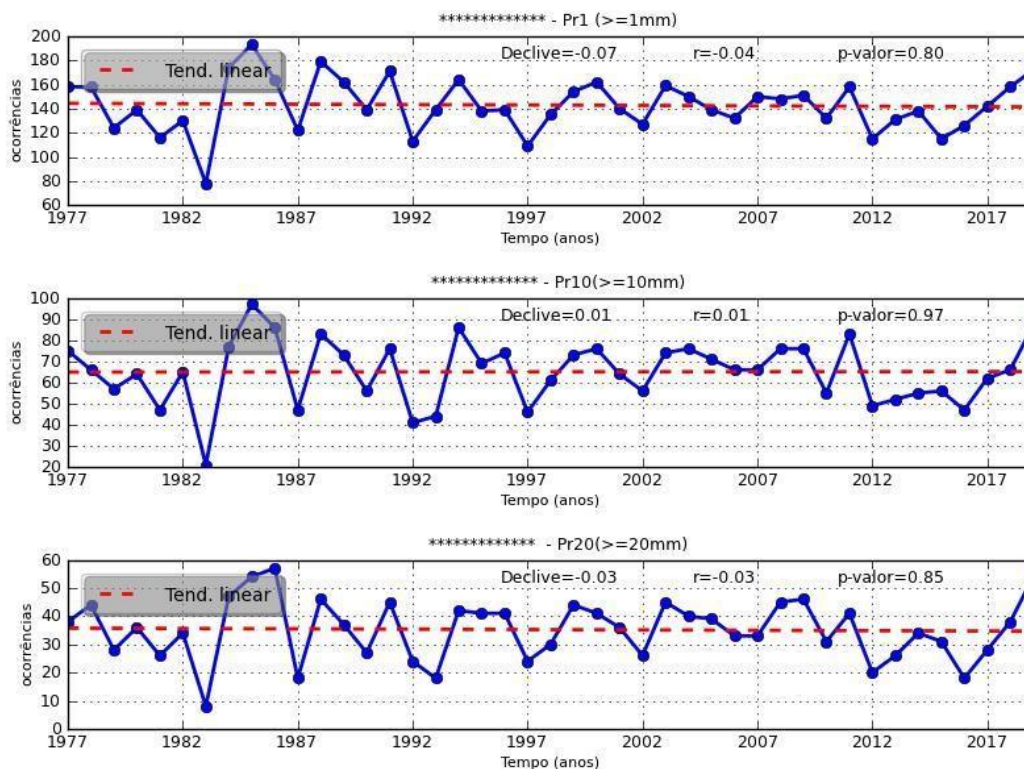 ************* - Pr1 (>=1mm)
200
180
160
140
120
100
80
60
ocorrências
Tend. linear
Declive=-0.07 r=-0.04 p-valor=0.80
1977 1982 1987 1992 1997 2002 2007 2012 2017
Tempo (anos)
************* - Pr10(>=10mm)
100
90
80
70
60
50
40
30
20
ocorrências
Tend. linear
Declive=0.01 r=0.01 p-valor=0.97
1977 1982 1987 1992 1997 2002 2007 2012 2017
Tempo (anos)
************* - Pr20(>=20mm)
60
50
40
30
20
10
0
ocorrências
Tend. linear
Declive=-0.03 r=-0.03 p-valor=0.85
1977 1982 1987 1992 1997 2002 2007 2012 2017
Tempo (anos)